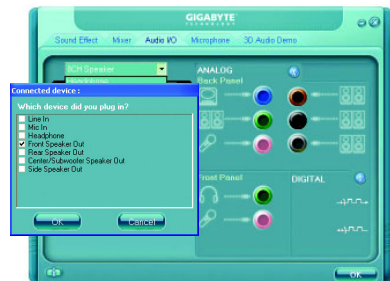 GIGABYTE
TECHNOLOGY
Sound Effect Mixer Audio I/O Microphone 3D Audio Demo
8CH Speaker
ANALOG
Back Panel
Connected device :
Which device did you plug in?
Line In
Mic In
Headphone
Front Speaker Out
Rear Speaker Out
Center/Subwoofer Speaker Out
Side Speaker Out
OK
Cancel
Front Panel
DIGITAL
OK